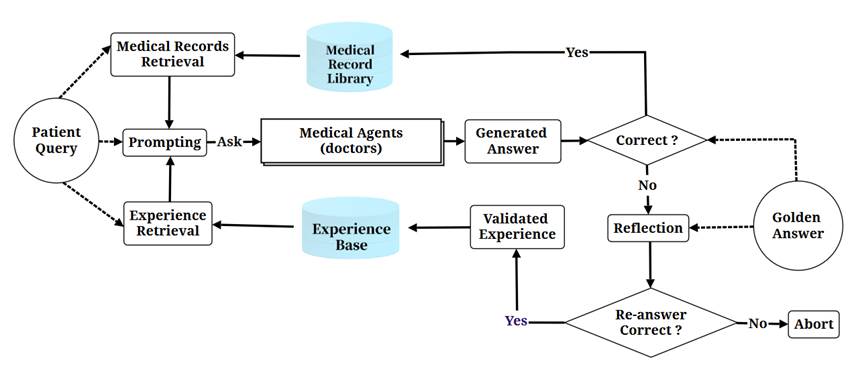 Medical Records
Retrieval
Medical
Record
Library
Yes
Patient
Query
Prompting
Ask
Medical Agents
(doctors)
Generated
Answer
Correct ?
No
Experience
Retrieval
Experience
Base
Validated
Experience
Reflection
Golden
Answer
Yes
Re-answer
Correct ?
No
Abort